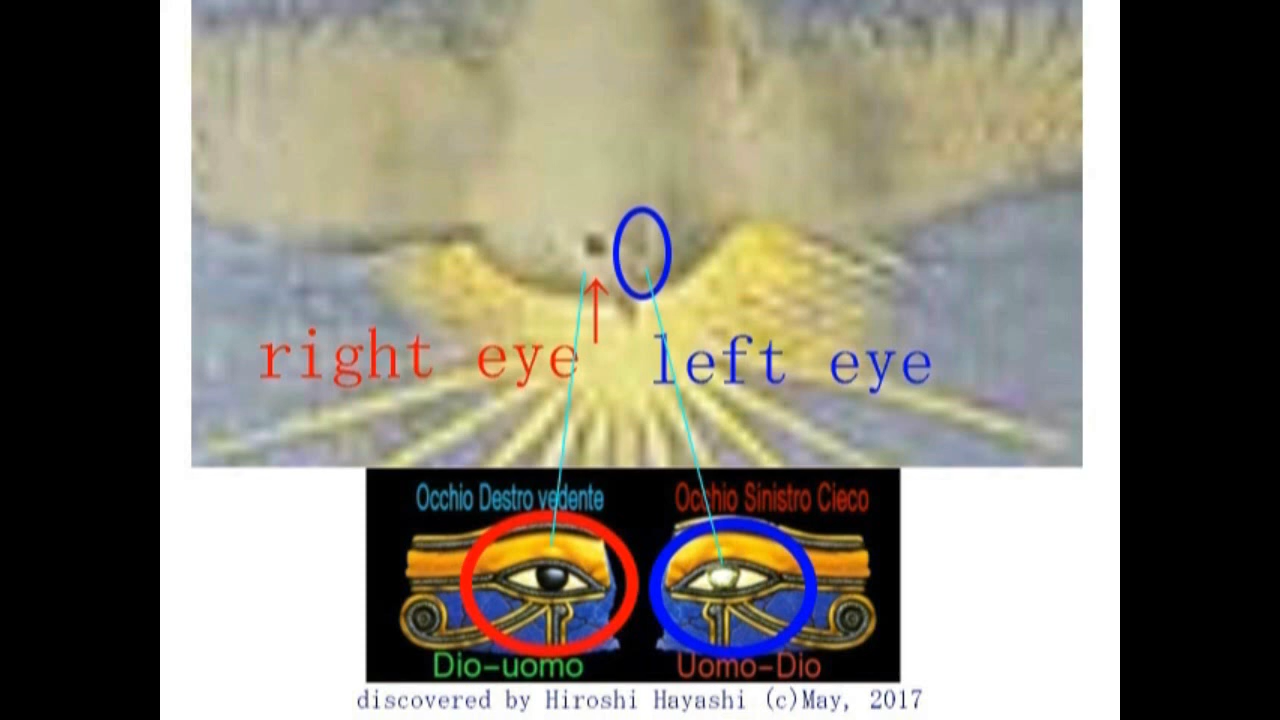 right eye
left eye
Occhio Destro vedente
Occhio Sinistro Cieco
Dio-uomo
Uomo-Dio
discovered by Hiroshi Hayashi (c)May, 2017